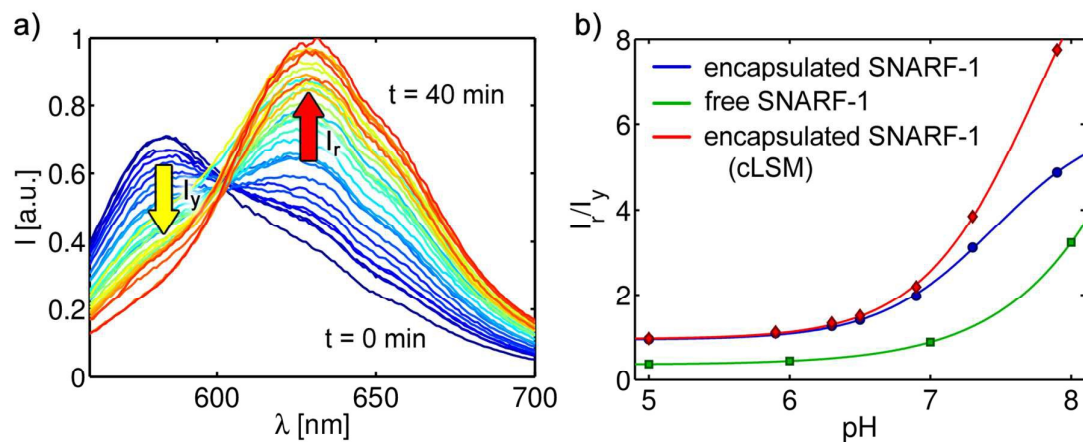 a)
1
0.8
0.6
0.4
0.2
0
I [a.u.]
t = 40 min
I_r
I_y
t = 0 min
600
650
700
λ [nm]
b)
8
6
4
2
0
I_r/I_y
encapsulated SNARF-1
free SNARF-1
encapsulated SNARF-1
(cLSM)
5
6
7
8
pH